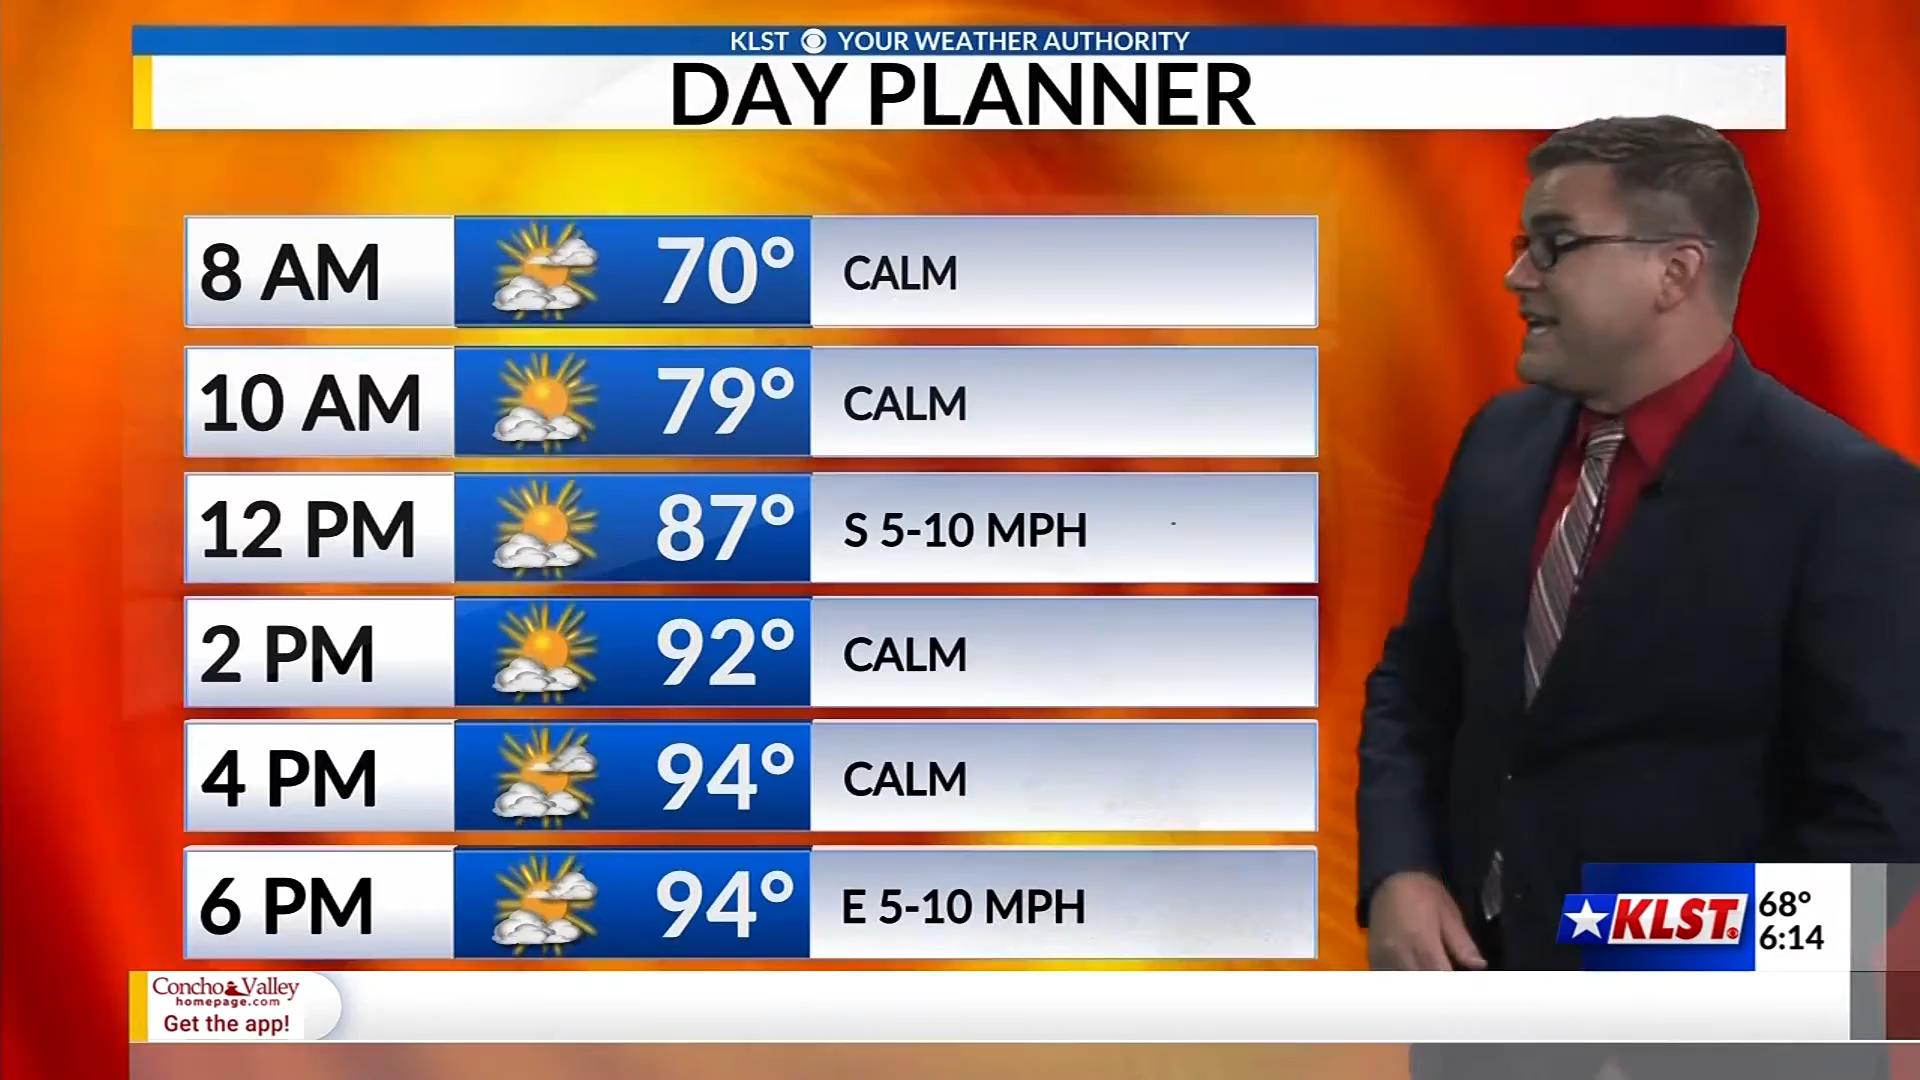 KLST YOUR WEATHER AUTHORITY
DAY PLANNER
8 AM 70° CALM
10 AM 79° CALM
12 PM 87° S 5-10 MPH
2 PM 92° CALM
4 PM 94° CALM
6 PM 94° E 5-10 MPH
KLST 68°
6:14
Concho Valley
homepage.com
Get the app!